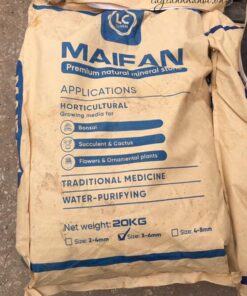 LC
MAIFAN
Premium natural mineral stone
APPLICATIONS
HORTICULTURAL
Growing media for
Bonsai
Succulent & Cactus
Flowers & Ornamental plants
TRADITIONAL MEDICINE
WATER-PURIFYING
Net weight: 20KG
Size: 2-4mm
Size: 3-6mm
Size: 4-8mm